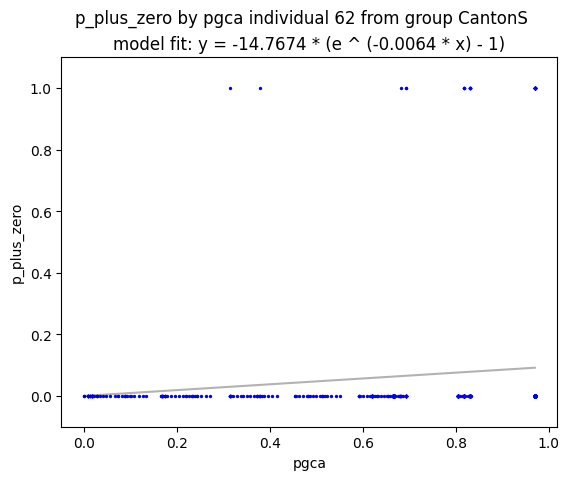 p_plus_zero by pgca individual 62 from group CantonS
model fit: y = -14.7674 * (e ^ (-0.0064 * x) - 1)
1.0
0.8
0.6
0.4
0.2
0.0
p_plus_zero
0.0 0.2 0.4 0.6 0.8 1.0
pgca